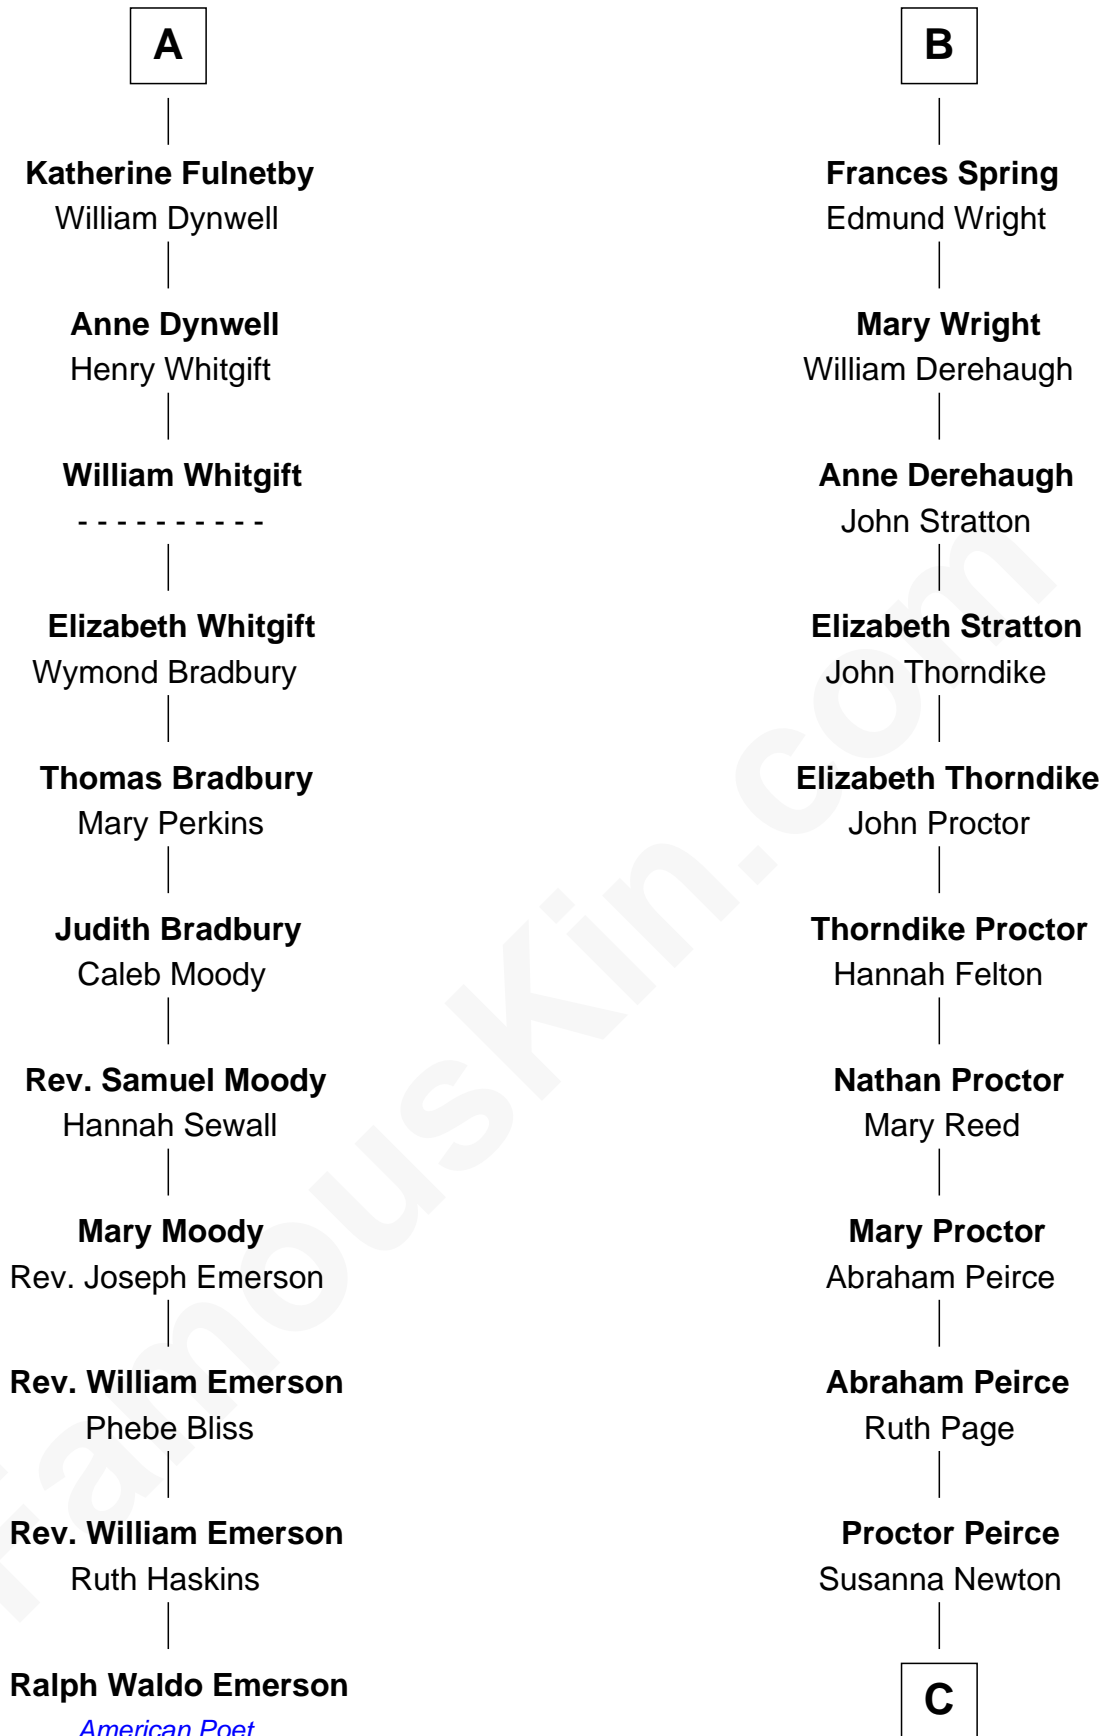 A
Katherine Fulnetby
William Dynwell
Anne Dynwell
Henry Whitgift
William Whitgift
- - - - - - - - - -
Elizabeth Whitgift
Wymond Bradbury
Thomas Bradbury
Mary Perkins
Judith Bradbury
Caleb Moody
Rev. Samuel Moody
Hannah Sewall
Mary Moody
Rev. Joseph Emerson
Rev. William Emerson
Phebe Bliss
Rev. William Emerson
Ruth Haskins
Ralph Waldo Emerson
American Poet
B
Frances Spring
Edmund Wright
Mary Wright
William Derehaugh
Anne Derehaugh
John Stratton
Elizabeth Stratton
John Thorndike
Elizabeth Thorndike
John Proctor
Thorndike Proctor
Hannah Felton
Nathan Proctor
Mary Reed
Mary Proctor
Abraham Peirce
Abraham Peirce
Ruth Page
Proctor Peirce
Susanna Newton
C
FamousKin.com